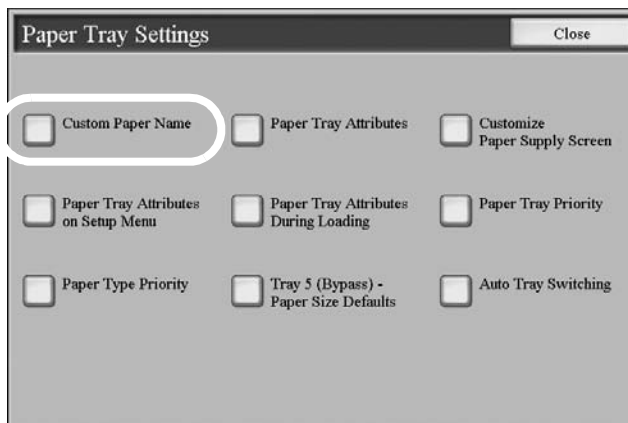 Paper Tray Settings
Close
Custom Paper Name
Paper Tray Attributes
Customize
Paper Supply Screen
Paper Tray Attributes
on Setup Menu
Paper Tray Attributes
During Loading
Paper Tray Priority
Paper Type Priority
Tray 5 (Bypass) -
Paper Size Defaults
Auto Tray Switching